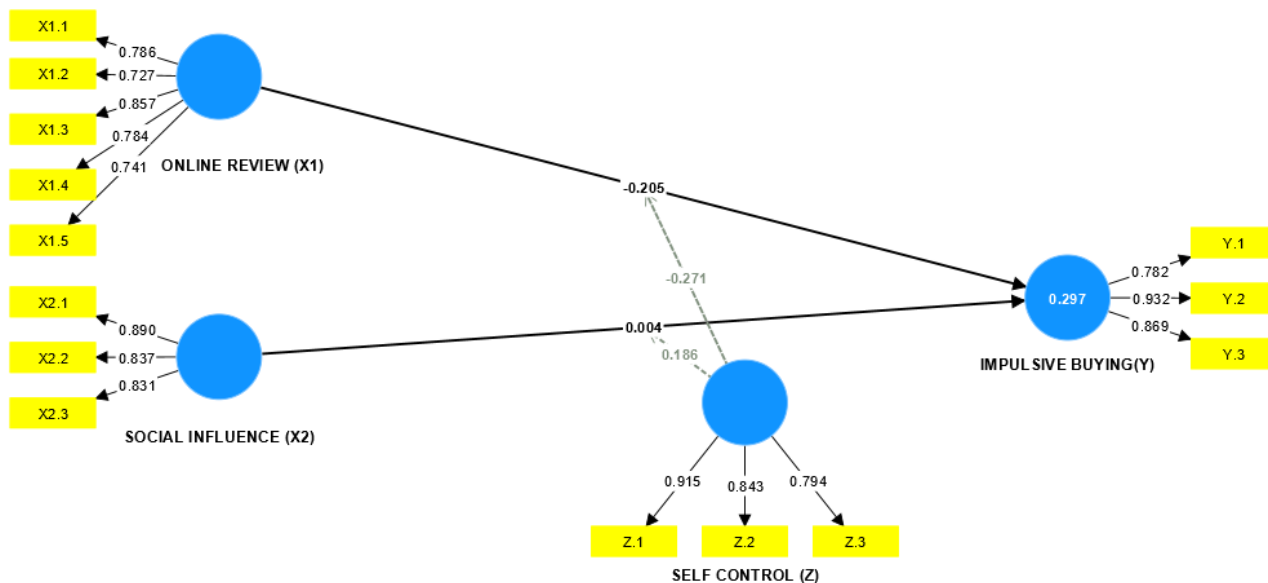 X1.1
0.786
X1.2
0.727
X1.3
0.857
0.784
X1.4
0.741
X1.5
ONLINE REVIEW (X1)
-0.205
-0.271
X2.1
0.890
X2.2
0.837
X2.3
0.831
SOCIAL INFLUENCE (X2)
0.004
0.186
0.297
IMPULSIVE BUYING(Y)
0.782
Y.1
0.932
Y.2
0.869
Y.3
0.915
0.843
0.794
Z.1
Z.2
Z.3
SELF CONTROL (Z)